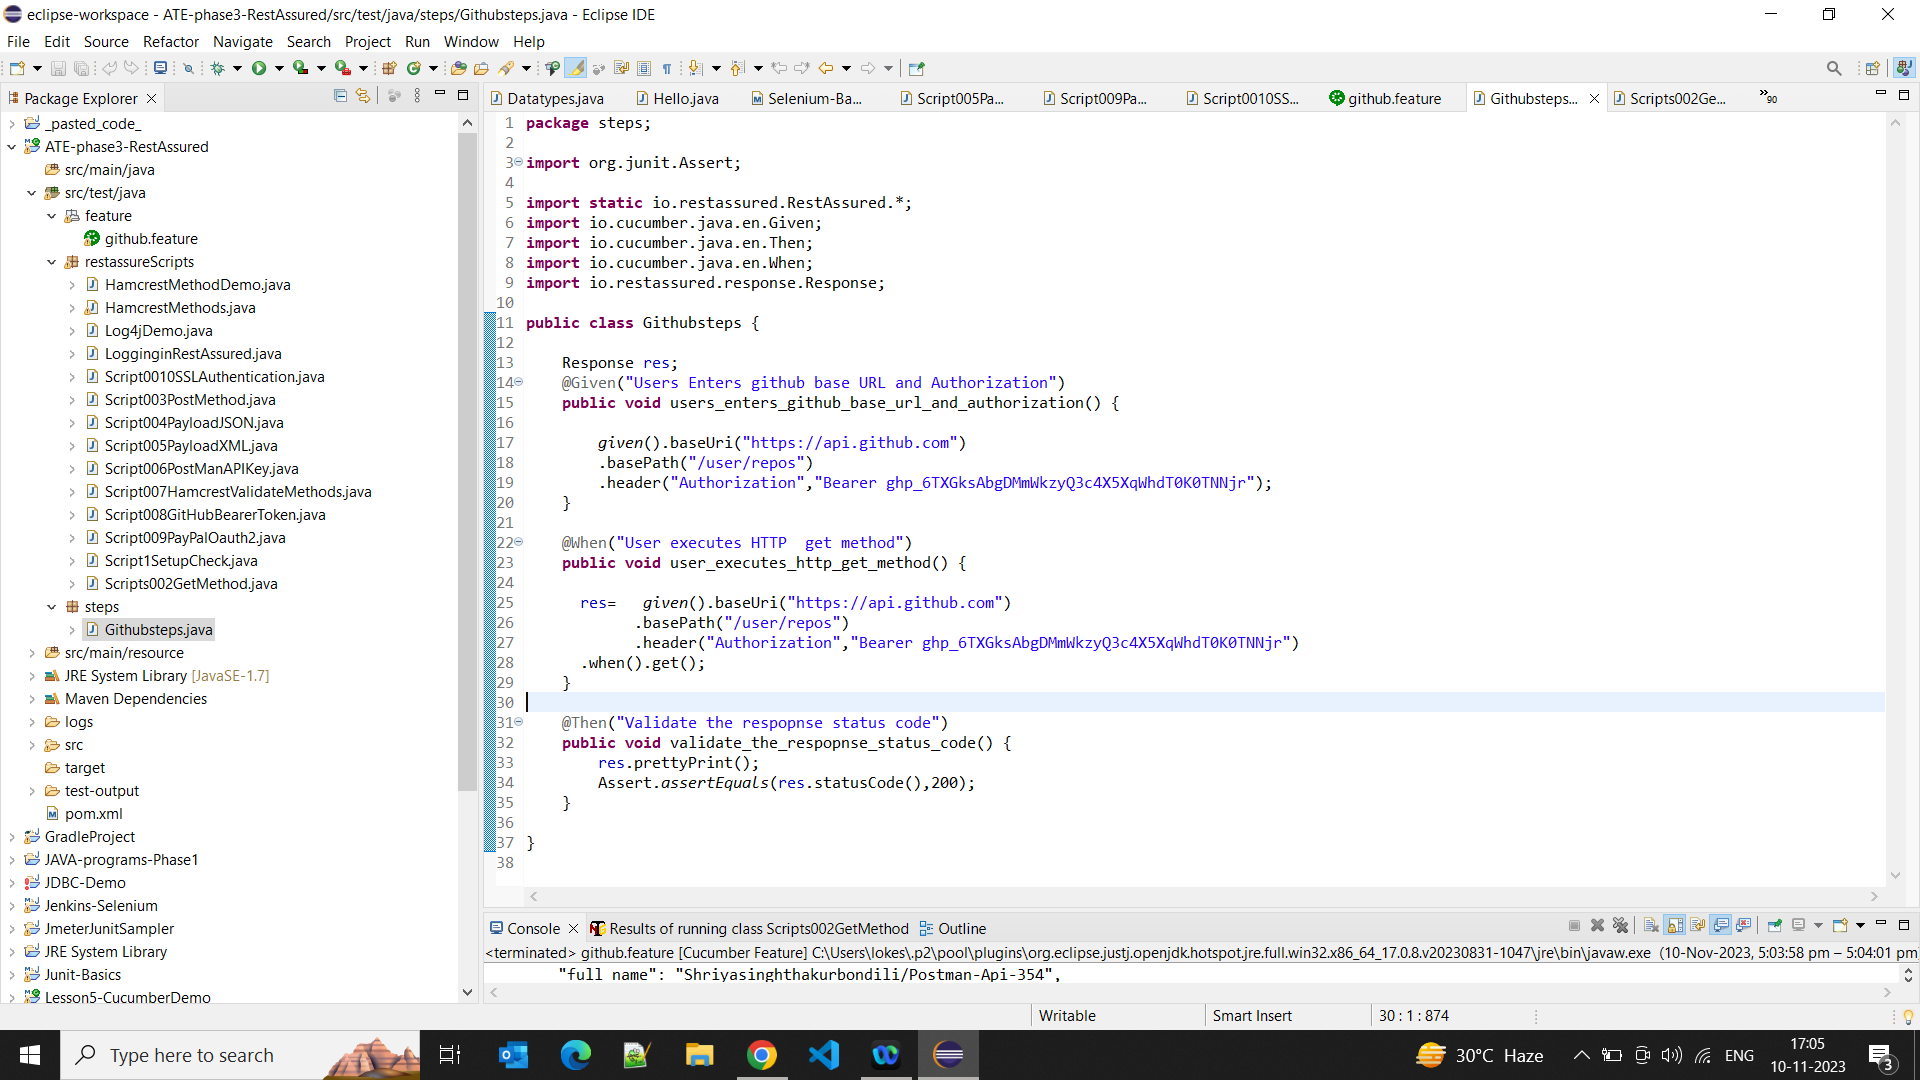 eclipse-workspace - ATE-phase3-RestAssured/src/test/java/steps/Githubsteps.java - Eclipse IDE
File Edit Source Refactor Navigate Search Project Run Window Help
Package Explorer
_pasted_code_
ATE-phase3-RestAssured
src/main/java
src/test/java
feature
github.feature
restassureScripts
HamcrestMethodDemo.java
HamcrestMethods.java
Log4jDemo.java
LogginginRestAssured.java
Script0010SSLAuthentication.java
Script003PostMethod.java
Script004PayloadJSON.java
Script005PayloadXML.java
Script006PostManAPIKey.java
Script007HamcrestValidateMethods.java
Script008GitHubBearerToken.java
Script009PayPalOauth2.java
Script1SetupCheck.java
Scripts002GetMethod.java
steps
Githubsteps.java
src/main/resource
JRE System Library [JavaSE-1.7]
Maven Dependencies
logs
src
target
test-output
pom.xml
GradleProject
JAVA-programs-Phase1
JDBC-Demo
Jenkins-Selenium
JmeterJunitSampler
JRE System Library
Junit-Basics
Lesson5-CucumberDemo
Datatypes.java Hello.java Selenium-Ba... Script005Pa... Script009Pa... Script0010SS... github.feature Githubsteps... Scripts002Ge... »90
1 package steps;
2
3 import org.junit.Assert;
4
5 import static io.restassured.RestAssured.*;
6 import io.cucumber.java.en.Given;
7 import io.cucumber.java.en.Then;
8 import io.cucumber.java.en.When;
9 import io.restassured.response.Response;
10
11 public class Githubsteps {
12
13 Response res;
14 @Given("Users Enters github base URL and Authorization")
15 public void users_enters_github_base_url_and_authorization() {
16
17 given().baseUri("https://api.github.com")
18 .basePath("/user/repos")
19 .header("Authorization","Bearer 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");
20 }
21
22 @When("User executes HTTP  get method")
23 public void user_executes_http_get_method() {
24
25 res=   given().baseUri("https://api.github.com")
26 .basePath("/user/repos")
27 .header("Authorization","Bearer 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")
28 .when().get();
29 }
30
31 @Then("Validate the respopnse status code")
32 public void validate_the_respopnse_status_code() {
33 res.prettyPrint();
34 Assert.assertEquals(res.statusCode(),200);
35 }
36
37 }
38
Console Results of running class Scripts002GetMethod Outline
<terminated> github.feature [Cucumber Feature] C:\Users\lokes\.p2\pool\plugins\org.eclipse.justj.openjdk.hotspot.jre.full.win32.x86_64_17.0.8.v20230831-1047\jre\bin\javaw.exe (10-Nov-2023, 5:03:58 pm – 5:04:01 pm
"full name": "Shriyasinghthakurbondili/Postman-Api-354",
Writable Smart Insert 30 : 1 : 874
Type here to search 30°C Haze ENG 17:05
10-11-2023 3